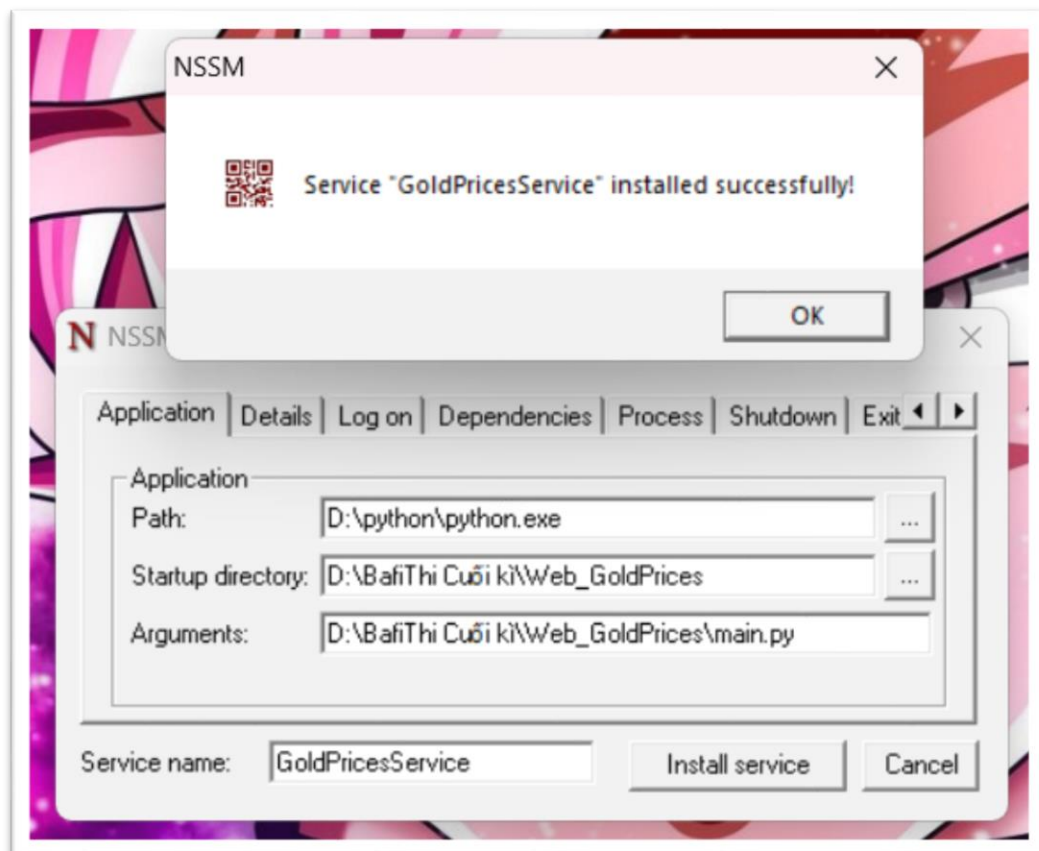 NSSM
Service "GoldPricesService" installed successfully!
OK
N NSSM
Application Details Log on Dependencies Process Shutdown Exit
Application
Path: D:\python\python.exe ...
Startup directory: D:\BafiThi Cuối kì\Web_GoldPrices ...
Arguments: D:\BafiThi Cuối kì\Web_GoldPrices\main.py
Service name: GoldPricesService Install service Cancel